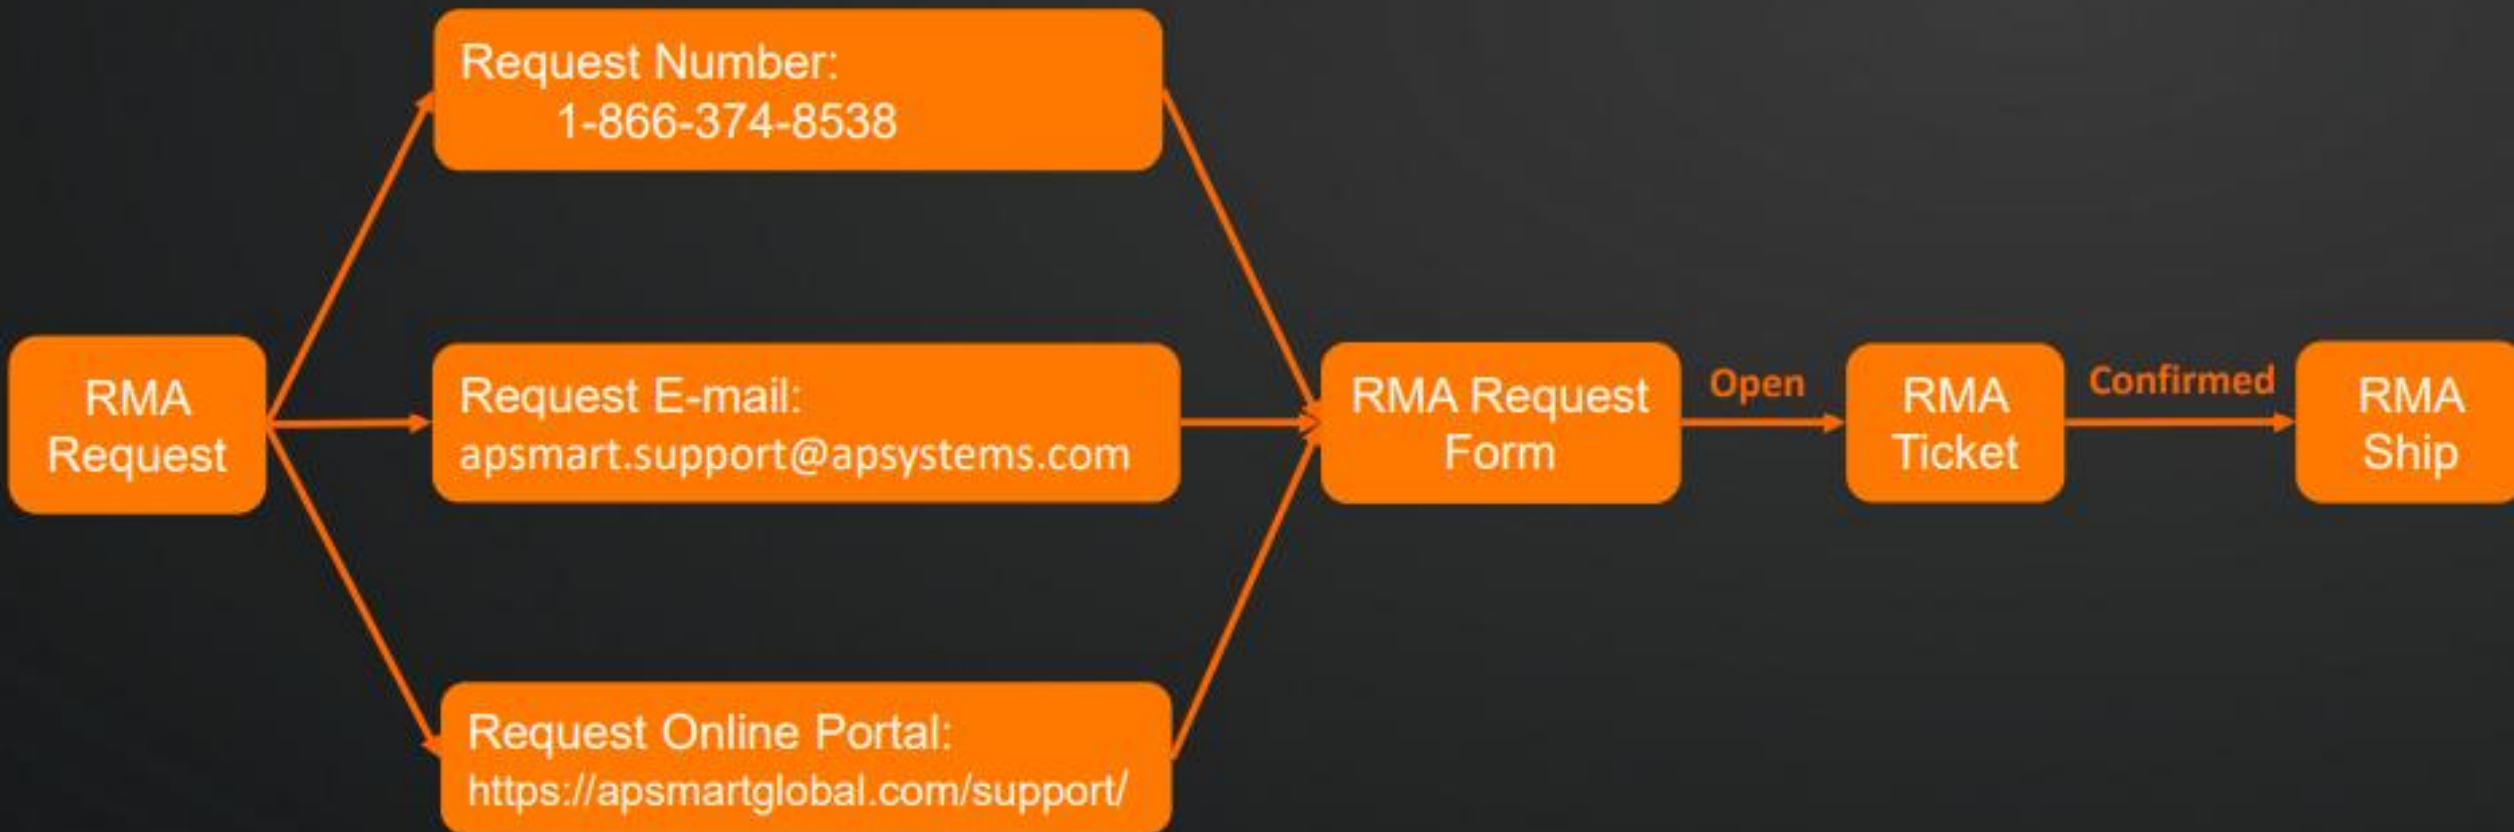 Request Number:
1-866-374-8538
RMA
Request
Request E-mail:
apsmart.support@apsystems.com
Request Online Portal:
https://apsmartglobal.com/support/
RMA Request
Form
Open
RMA
Ticket
Confirmed
RMA
Ship